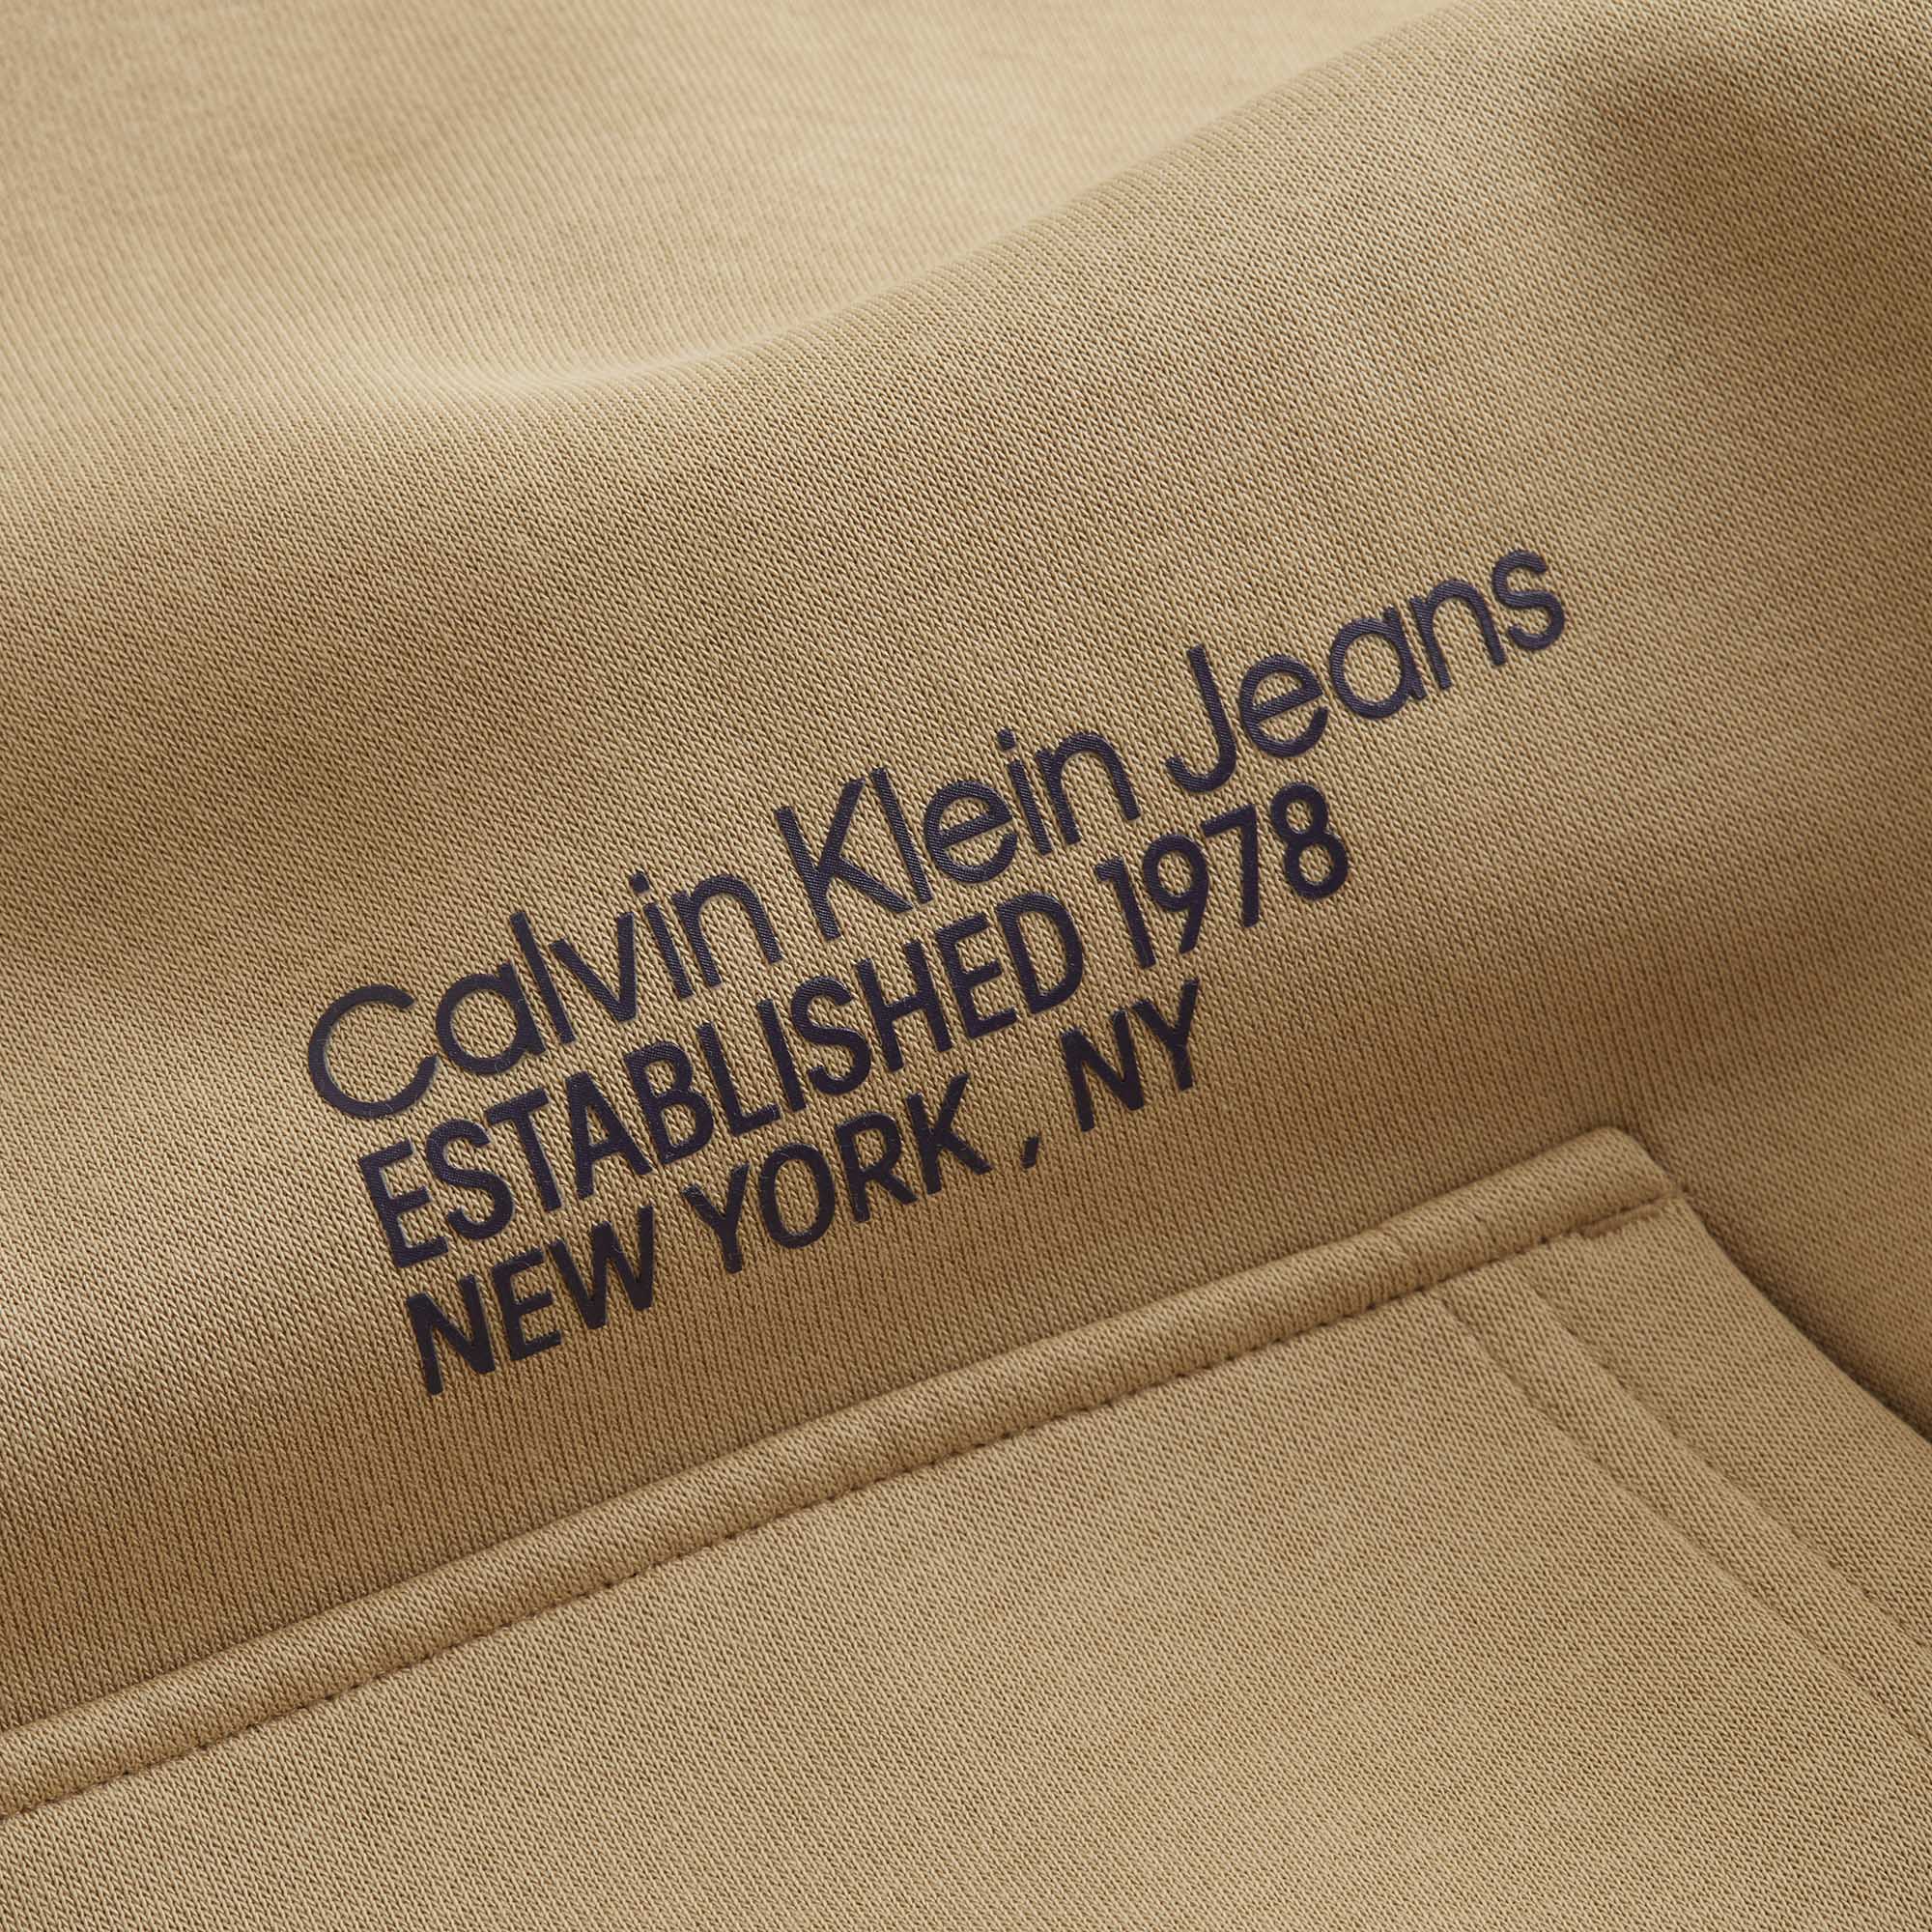 Calvin Klein Jeans
ESTABLISHED 1978
NEW YORK , NY